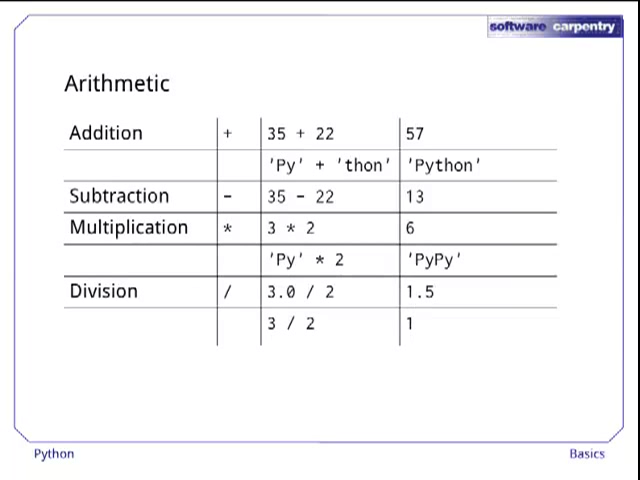 software carpentry
Arithmetic
Addition + 35 + 22 57
'Py' + 'thon' 'Python'
Subtraction - 35 - 22 13
Multiplication * 3 * 2 6
'Py' * 2 'PyPy'
Division / 3.0 / 2 1.5
3 / 2 1
Python Basics